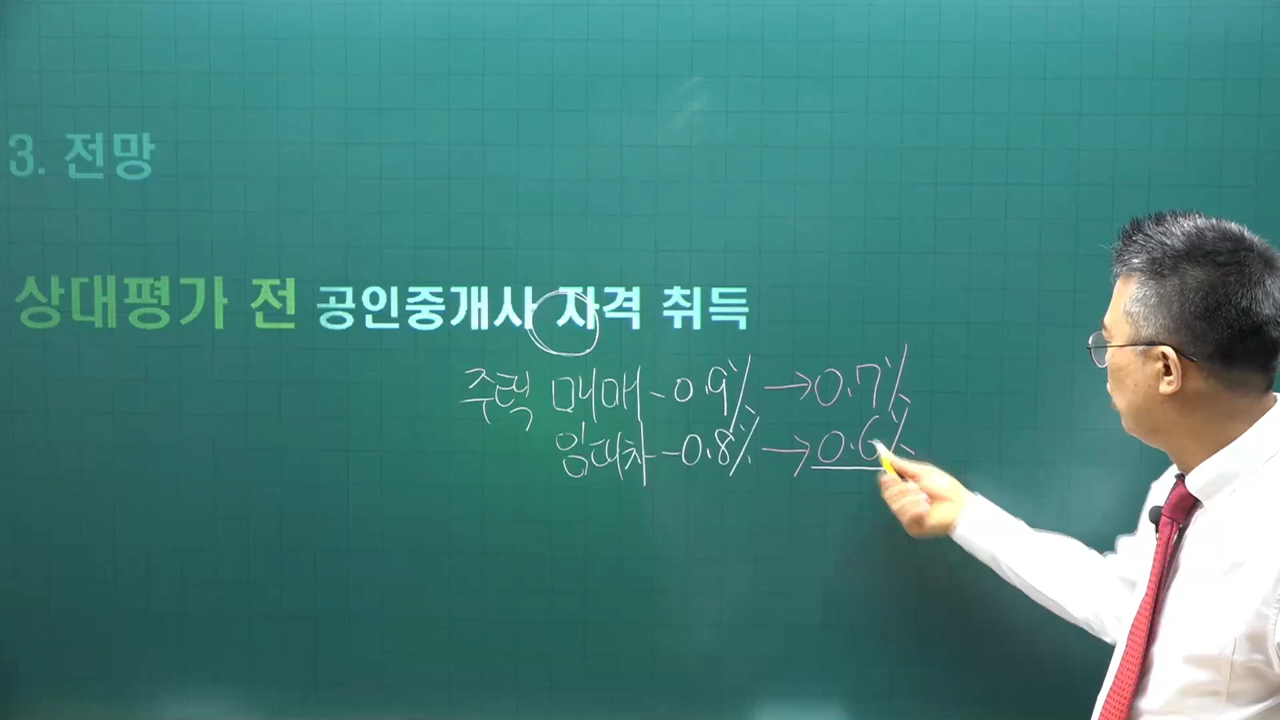 3. 전망
상대평가 전 공인중개사 자격 취득
주택 매매 - 0.9% → 0.7%
임대차 - 0.8% → 0.6%